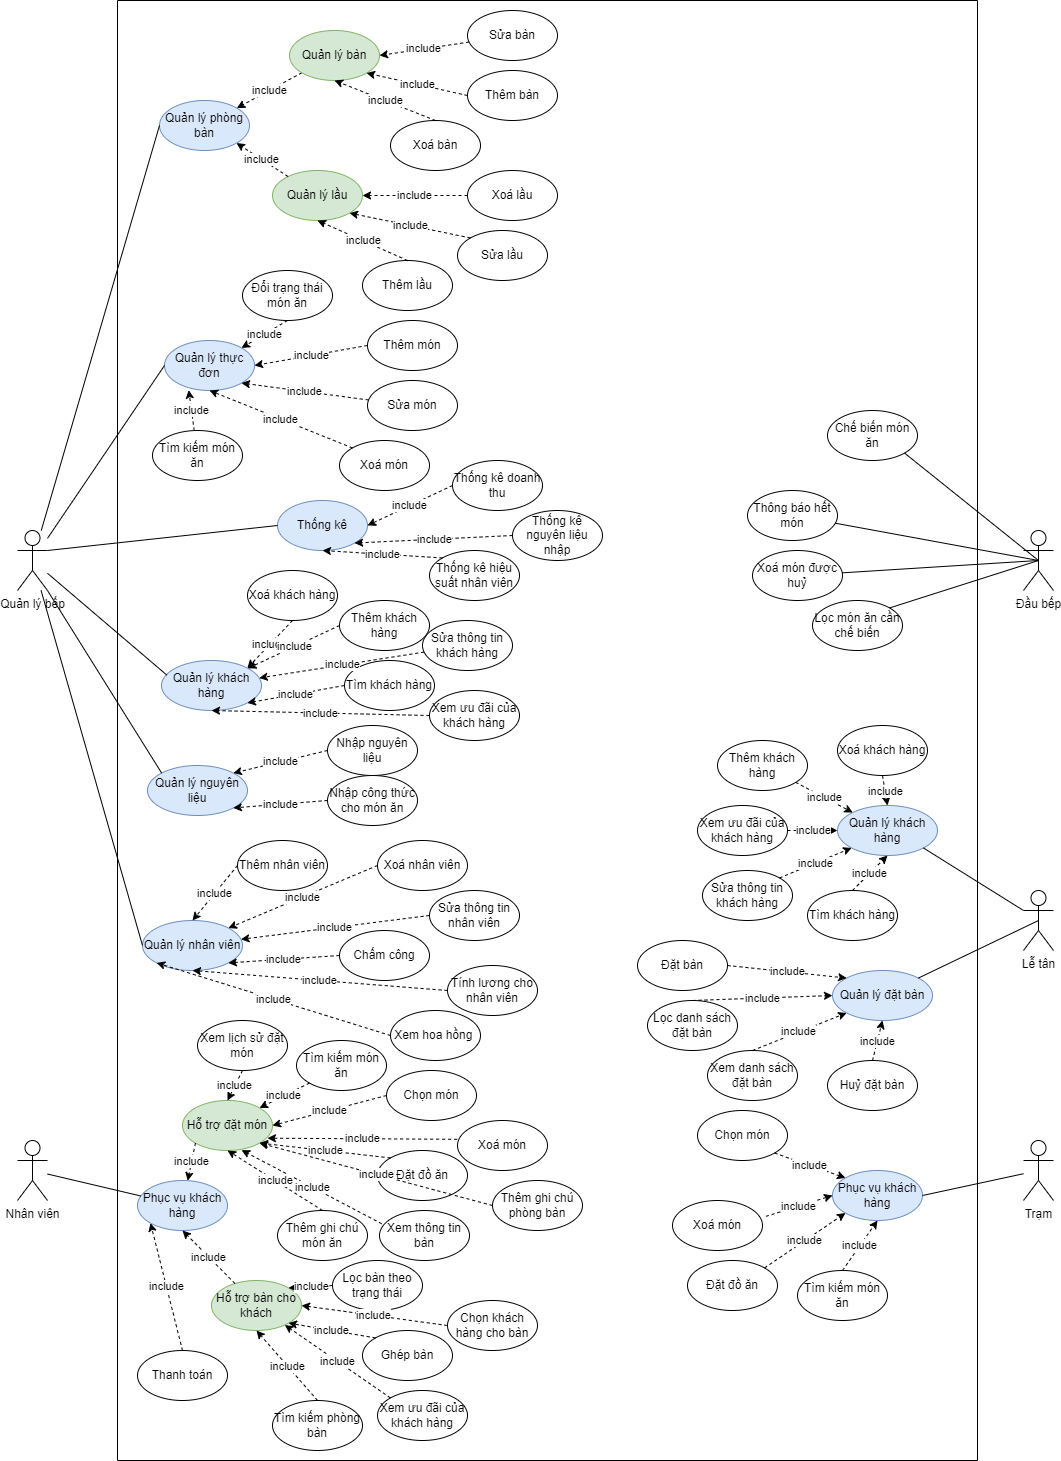 Sửa bàn
Quản lý bàn
include
include
Thêm bàn
include
include
Quản lý phòng
bàn
Xoá bàn
include
Quản lý lầu
include
Xoá lầu
include
include
Sửa lầu
Thêm lầu
Đổi trạng thái
món ăn
include
Thêm món
Quản lý thực
đơn
include
include
Sửa món
include
include
Tìm kiếm món
ăn
Xoá món
Chế biến món
ăn
Thống kê doanh
thu
include
Thống kê
Thống kê
nguyên liệu
nhập
include
include
Thống kê hiệu
suất nhân viên
Thông báo hết
món
Xoá món được
huỷ
Lọc món ăn cần
chế biến
Đầu bếp
Quản lý bếp
Xoá khách hàng
Thêm khách
hàng
include
include
Sửa thông tin
khách hàng
include
Quản lý khách
hàng
Tìm khách hàng
include
include
Xem ưu đãi của
khách hàng
Nhập nguyên
liệu
include
Quản lý nguyên
liệu
Nhập công thức
cho món ăn
include
Thêm khách
hàng
Xoá khách hàng
include
include
Xem ưu đãi của
khách hàng
include
Quản lý khách
hàng
include
include
Sửa thông tin
khách hàng
Tìm khách hàng
Thêm nhân viên
Xoá nhân viên
include
include
Sửa thông tin
nhân viên
include
Quản lý nhân viên
Chấm công
include
include
Tính lương cho
nhân viên
include
Xem hoa hồng
Lễ tân
Đặt bàn
include
include
Quản lý đặt bàn
Lọc danh sách
đặt bàn
include
include
Xem danh sách
đặt bàn
Huỷ đặt bàn
Xem lịch sử đặt
món
Tìm kiếm món
ăn
include
include
Chọn món
include
Hỗ trợ đặt món
include
Xoá món
include
include
include
include
include
Đặt đồ ăn
Thêm ghi chú
phòng bàn
Thêm ghi chú
món ăn
Xem thông tin
bàn
Nhân viên
Phục vụ khách
hàng
include
include
Lọc bàn theo
trạng thái
include
Hỗ trợ bàn cho
khách
include
Chọn khách
hàng cho bàn
include
Ghép bàn
include
include
Thanh toán
Tìm kiếm phòng
bàn
Xem ưu đãi của
khách hàng
Chọn món
include
Phục vụ khách
hàng
Xoá món
include
include
include
Đặt đồ ăn
Tìm kiếm món
ăn
Trạm